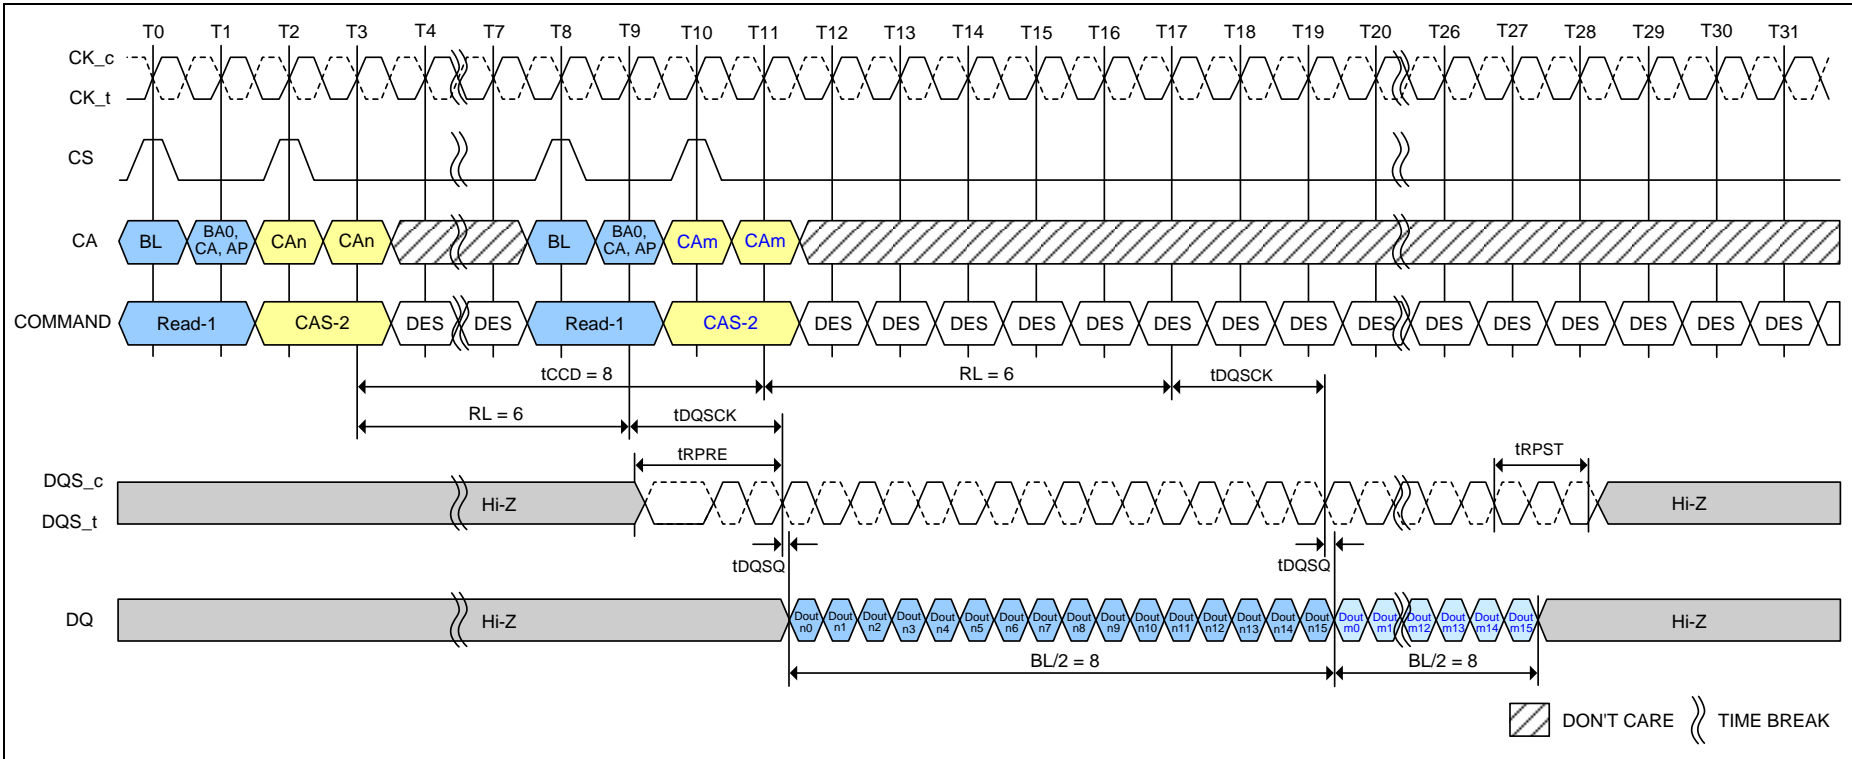 T0 T1 T2 T3 T4 T7 T8 T9 T10 T11 T12 T13 T14 T15 T16 T17 T18 T19 T20 T26 T27 T28 T29 T30 T31
CK_c
CK_t
CS
CA BL BA0, CA, AP CAn CAn BL BA0, CA, AP CAm CAm
COMMAND Read-1 CAS-2 DES DES Read-1 CAS-2 DES DES DES DES DES DES DES DES DES DES DES DES DES DES DES
tCCD = 8 RL = 6 tDQSCK
RL = 6 tDQSCK
tRPRE tRPST
DQS_c
Hi-Z Hi-Z
DQS_t
tDQSQ tDQSQ
DQ Hi-Z Dout n0 Dout n1 Dout n2 Dout n3 Dout n4 Dout n5 Dout n6 Dout n7 Dout n8 Dout n9 Dout n10 Dout n11 Dout n12 Dout n13 Dout n14 Dout n15 Dout m0 Dout m1 Dout m12 Dout m13 Dout m14 Dout m15 Hi-Z
BL/2 = 8 BL/2 = 8
DON'T CARE TIME BREAK